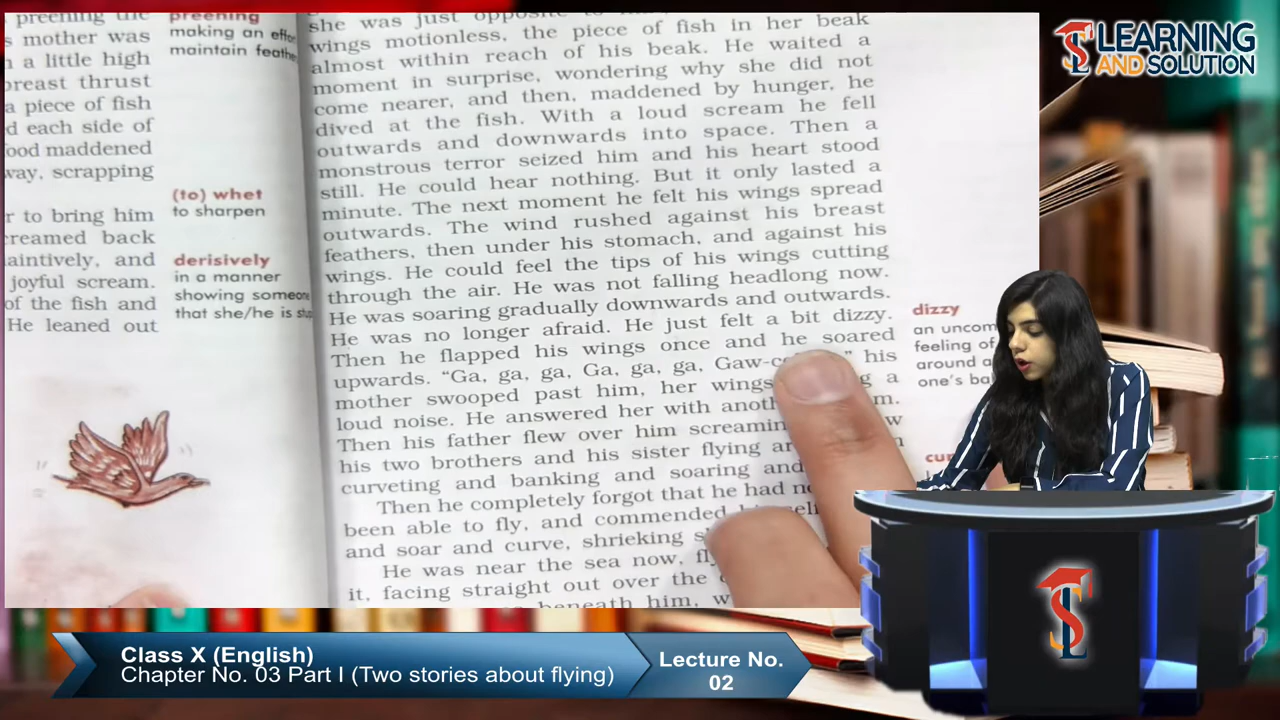 preening the
s mother was
n a little high
breast thrust
a piece of fish
d each side of
ood maddened
way, scrapping
r to bring him
creamed back
aintively, and
joyful scream.
of the fish and
He leaned out
preening
making an effo
maintain feathe
(to) whet
to sharpen
derisively
in a manner
showing someone
that she/he is stup
she was just opposite to
wings motionless, the piece of fish in her beak
almost within reach of his beak. He waited a
moment in surprise, wondering why she did not
come nearer, and then, maddened by hunger, he
dived at the fish. With a loud scream he fell
outwards and downwards into space. Then a
monstrous terror seized him and his heart stood
still. He could hear nothing. But it only lasted a
minute. The next moment he felt his wings spread
outwards. The wind rushed against his breast
feathers, then under his stomach, and against his
wings. He could feel the tips of his wings cutting
through the air. He was not falling headlong now.
He was soaring gradually downwards and outwards.
He was no longer afraid. He just felt a bit dizzy.
Then he flapped his wings once and he soared
upwards. “Ga, ga, ga, Ga, ga, ga, Gaw-c ” his
mother swooped past him, her wings g a
loud noise. He answered her with anoth m.
Then his father flew over him screamin w
his two brothers and his sister flying ar
curveting and banking and soaring and
Then he completely forgot that he had n
been able to fly, and commended
and soar and curve, shrieking s
He was near the sea now, fly
it, facing straight out over the
beneath him, w
dizzy
an uncom
feeling of
around a
one's ba
cur
LEARNING
AND SOLUTION
Class X (English)
Chapter No. 03 Part I (Two stories about flying)
Lecture No.
02